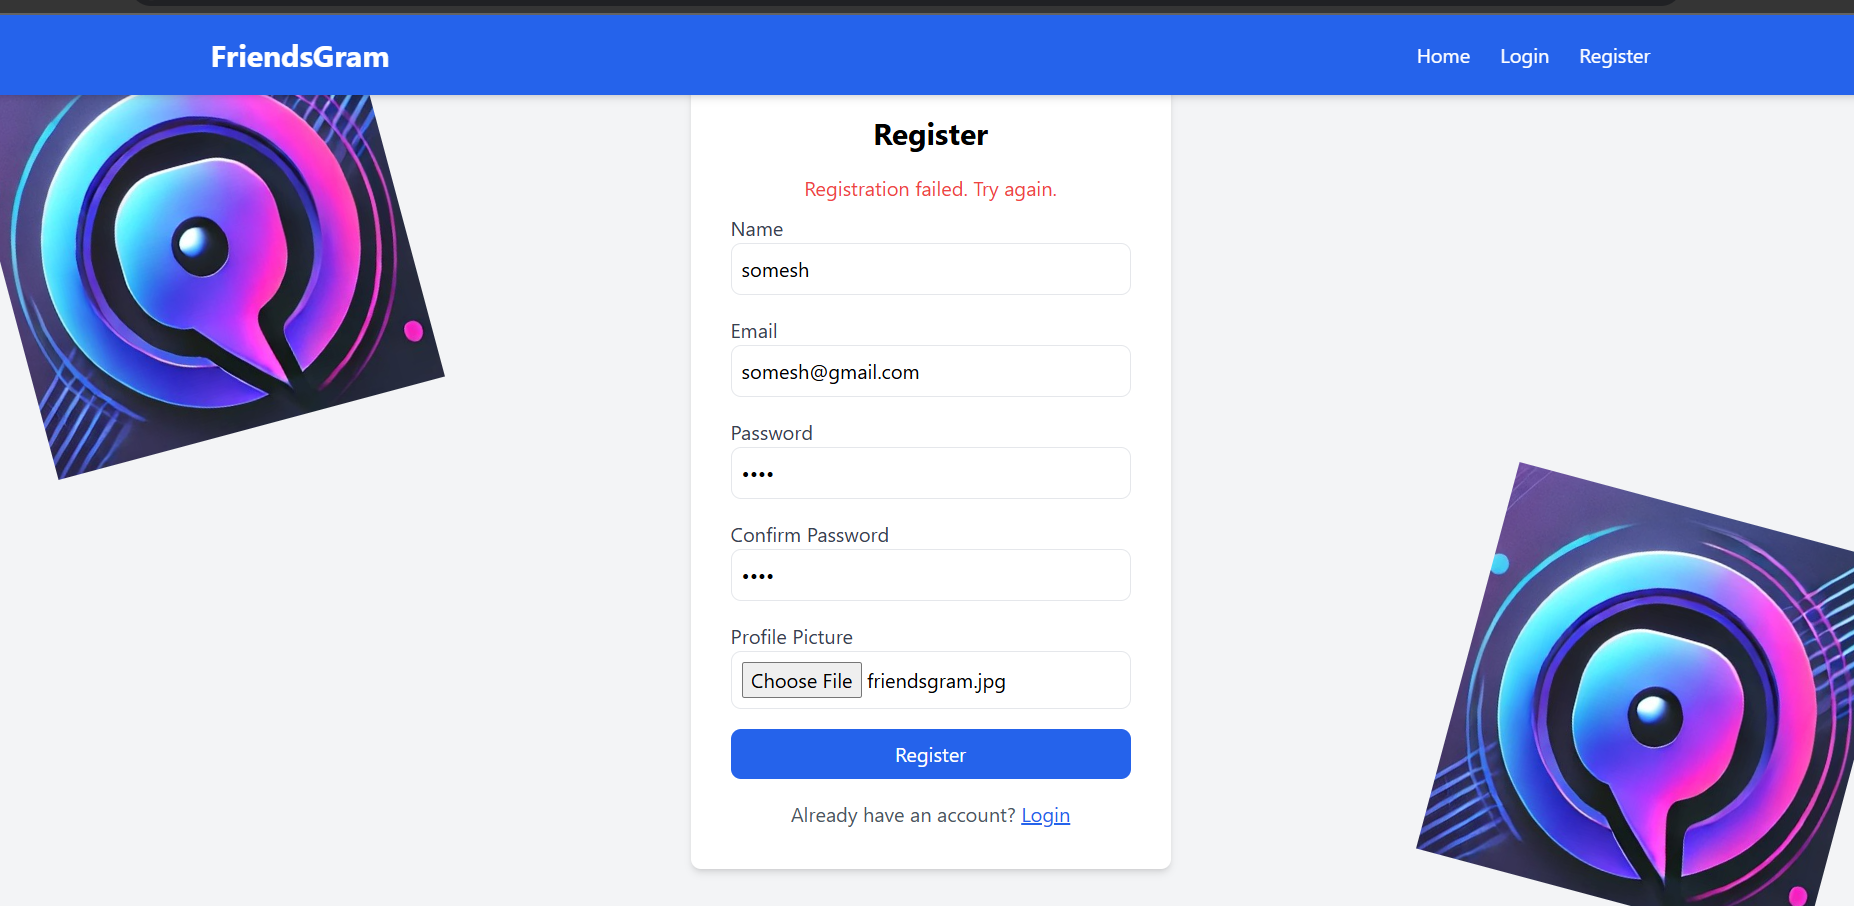 FriendsGram
Home Login Register
Register
Registration failed. Try again.
Name
somesh
Email
somesh@gmail.com
Password
••••
Confirm Password
••••
Profile Picture
Choose File friendsgram.jpg
Register
Already have an account? Login